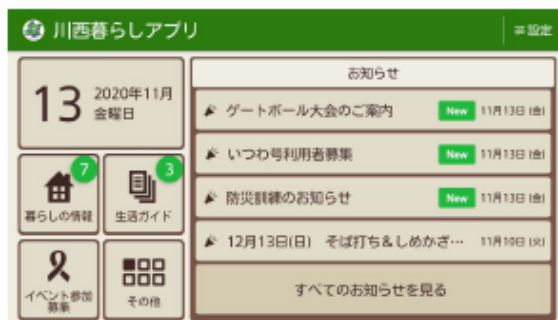 川西暮らしアプリ
設定
13
2020年11月
金曜日
7
暮らしの情報
3
生活ガイド
イベント参加
募集
その他
お知らせ
ゲートボール大会のご案内 New 11月13日 (金)
いつわ号利用者募集 New 11月13日 (金)
防災訓練のお知らせ New 11月13日 (金)
12月13日(日) そば打ち&しめかざ… 11月10日 (火)
すべてのお知らせを見る